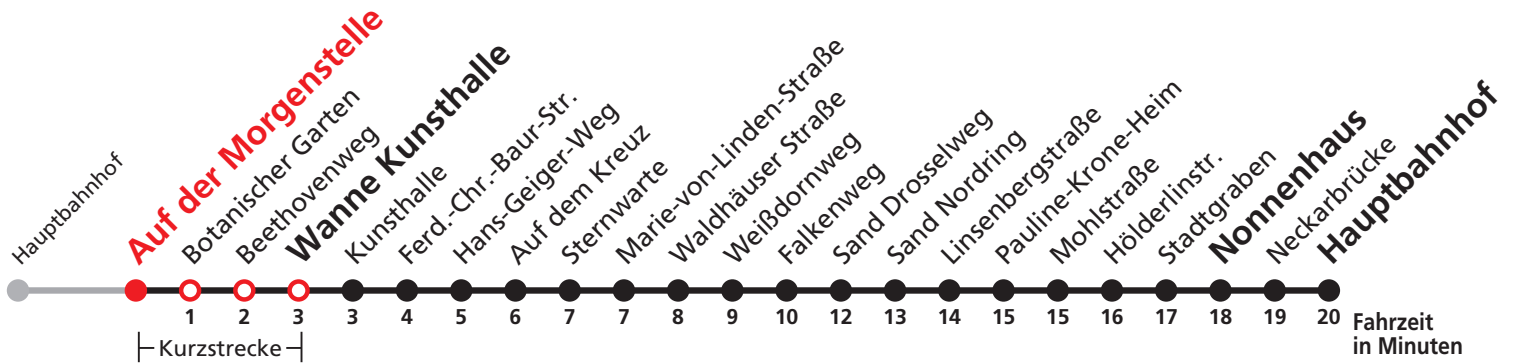 Hauptbahnhof
Auf der Morgenstelle
Botanischer Garten
Beethovenweg
Wanne Kunsthalle
Kunsthalle
Ferd.-Chr.-Baur-Str.
Hans-Geiger-Weg
Auf dem Kreuz
Sternwarte
Marie-von-Linden-Straße
Waldhäuser Straße
Weißdornweg
Falkenweg
Sand Drosselweg
Sand Nordring
Linsenbergstraße
Pauline-Krone-Heim
Mohlstraße
Hölderlinstr.
Stadtgraben
Nonnenhaus
Neckarbrücke
Hauptbahnhof
1 2 3 3 4 5 6 7 7 8 9 10 12 13 14 15 15 16 17 18 19 20
Fahrzeit
in Minuten
Kurzstrecke